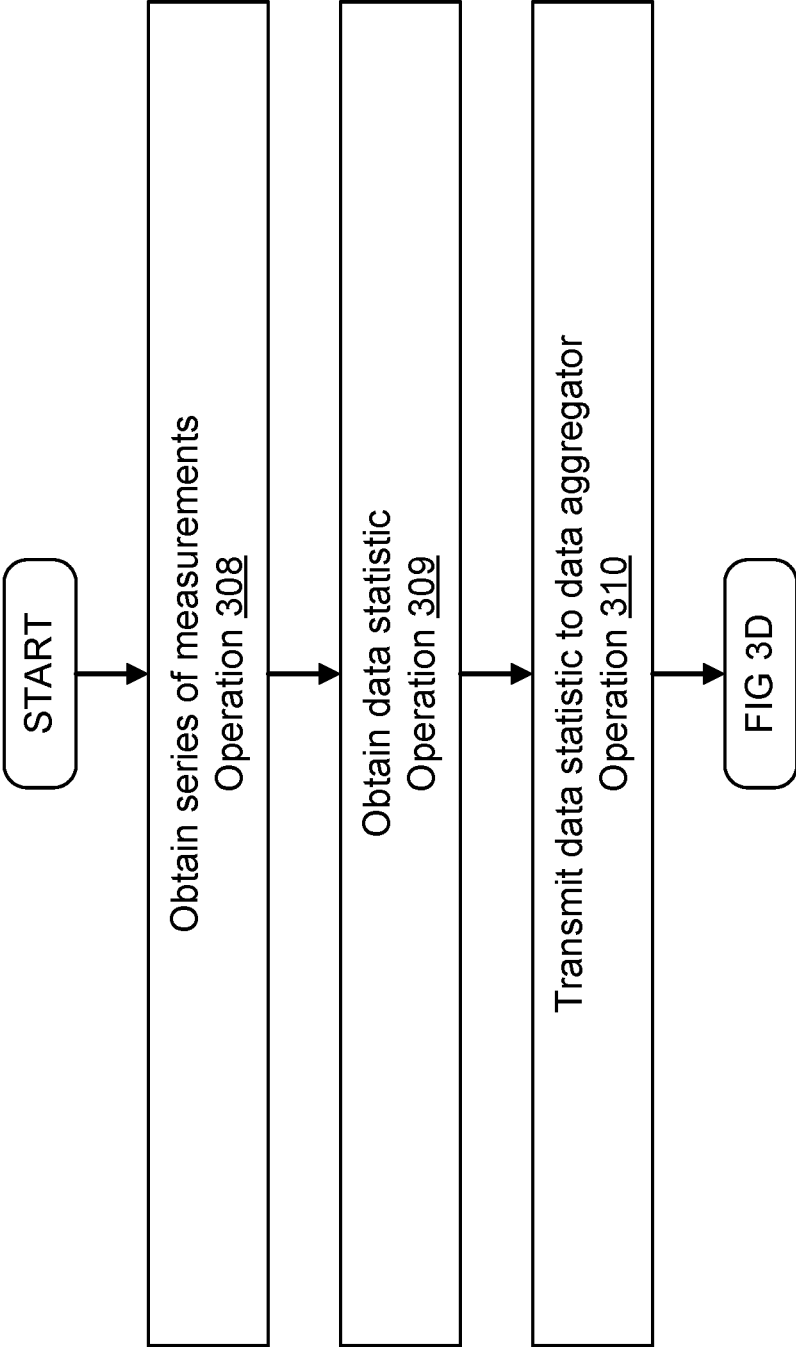 START
Obtain series of measurements
Operation 308
Obtain data statistic
Operation 309
Transmit data statistic to data aggregator
Operation 310
FIG 3D